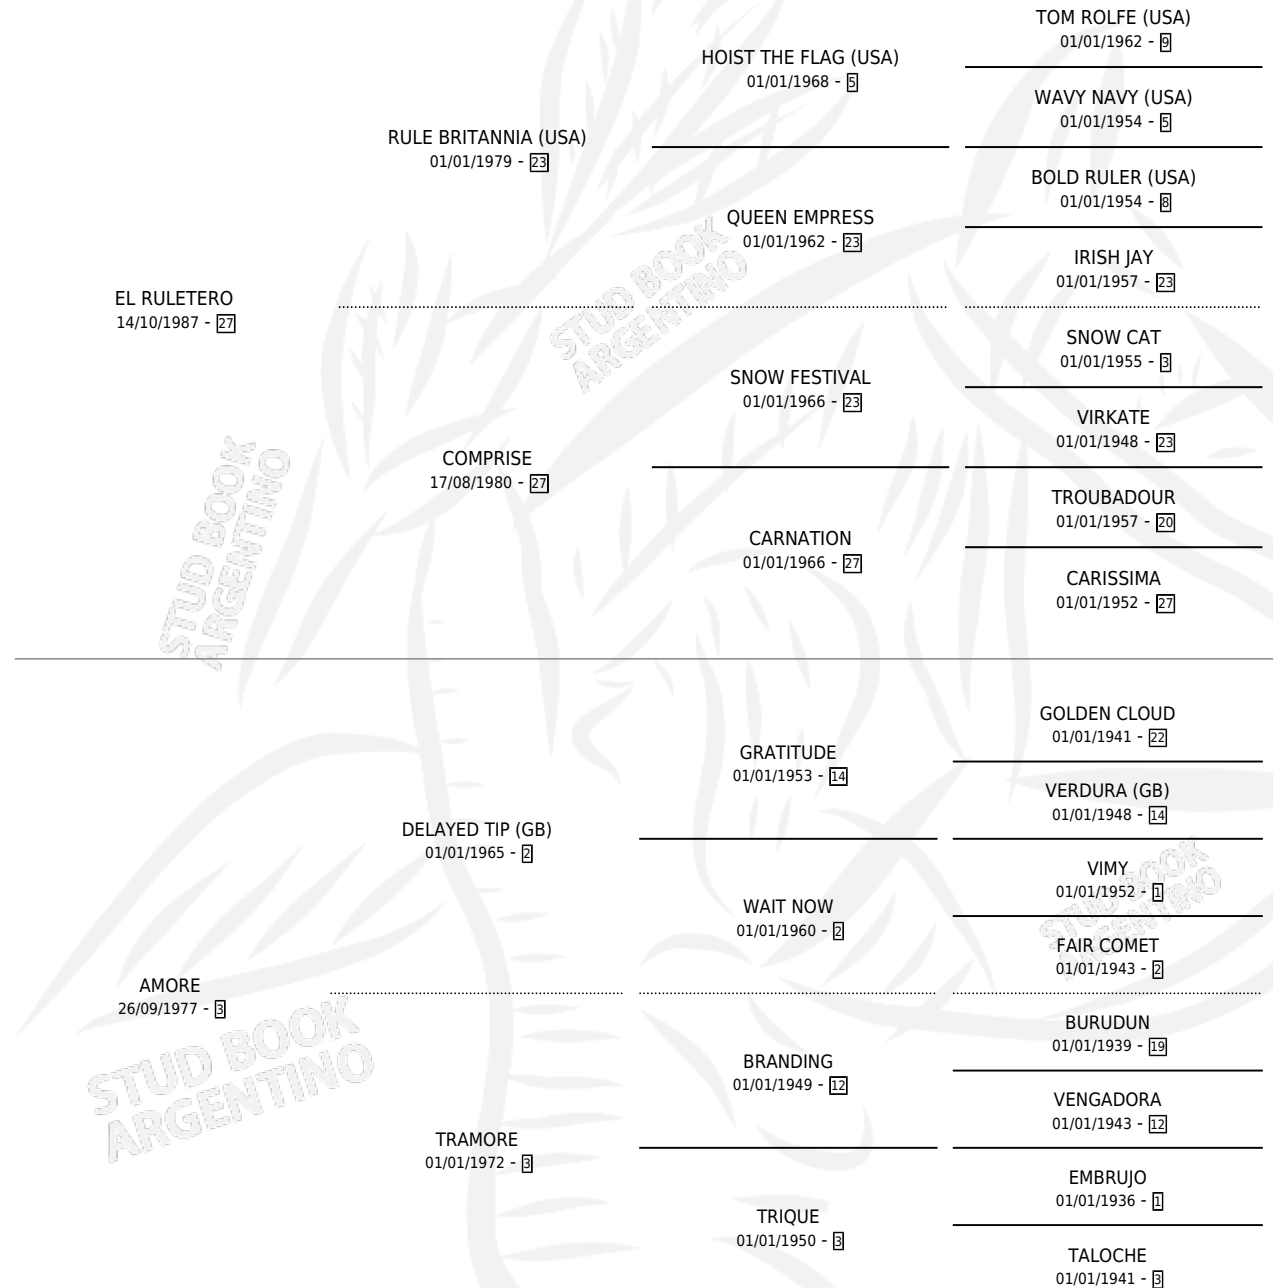 TOM ROLFE (USA)
01/01/1962 - 9
HOIST THE FLAG (USA)
01/01/1968 - 5
WAVY NAVY (USA)
01/01/1954 - 5
RULE BRITANNIA (USA)
01/01/1979 - 23
BOLD RULER (USA)
01/01/1954 - 8
QUEEN EMPRESS
01/01/1962 - 23
IRISH JAY
01/01/1957 - 23
EL RULETERO
14/10/1987 - 27
SNOW CAT
01/01/1955 - 3
SNOW FESTIVAL
01/01/1966 - 23
VIRKATE
01/01/1948 - 23
COMPRISE
17/08/1980 - 27
TROUBADOUR
01/01/1957 - 20
CARNATION
01/01/1966 - 27
CARISSIMA
01/01/1952 - 27
GOLDEN CLOUD
01/01/1941 - 22
GRATITUDE
01/01/1953 - 14
VERDURA (GB)
01/01/1948 - 14
DELAYED TIP (GB)
01/01/1965 - 2
VIMY
01/01/1952 - 1
WAIT NOW
01/01/1960 - 2
FAIR COMET
01/01/1943 - 2
AMORE
26/09/1977 - 3
BURUDUN
01/01/1939 - 19
BRANDING
01/01/1949 - 12
VENGADORA
01/01/1943 - 12
TRAMORE
01/01/1972 - 3
EMBRUJO
01/01/1936 - 1
TRIQUE
01/01/1950 - 3
TALOCHE
01/01/1941 - 3
STUD BOOK
ARGENTINO
STUD BOOK
ARGENTINO
STUD BOOK
ARGENTINO
STUD BOOK
ARGENTINO